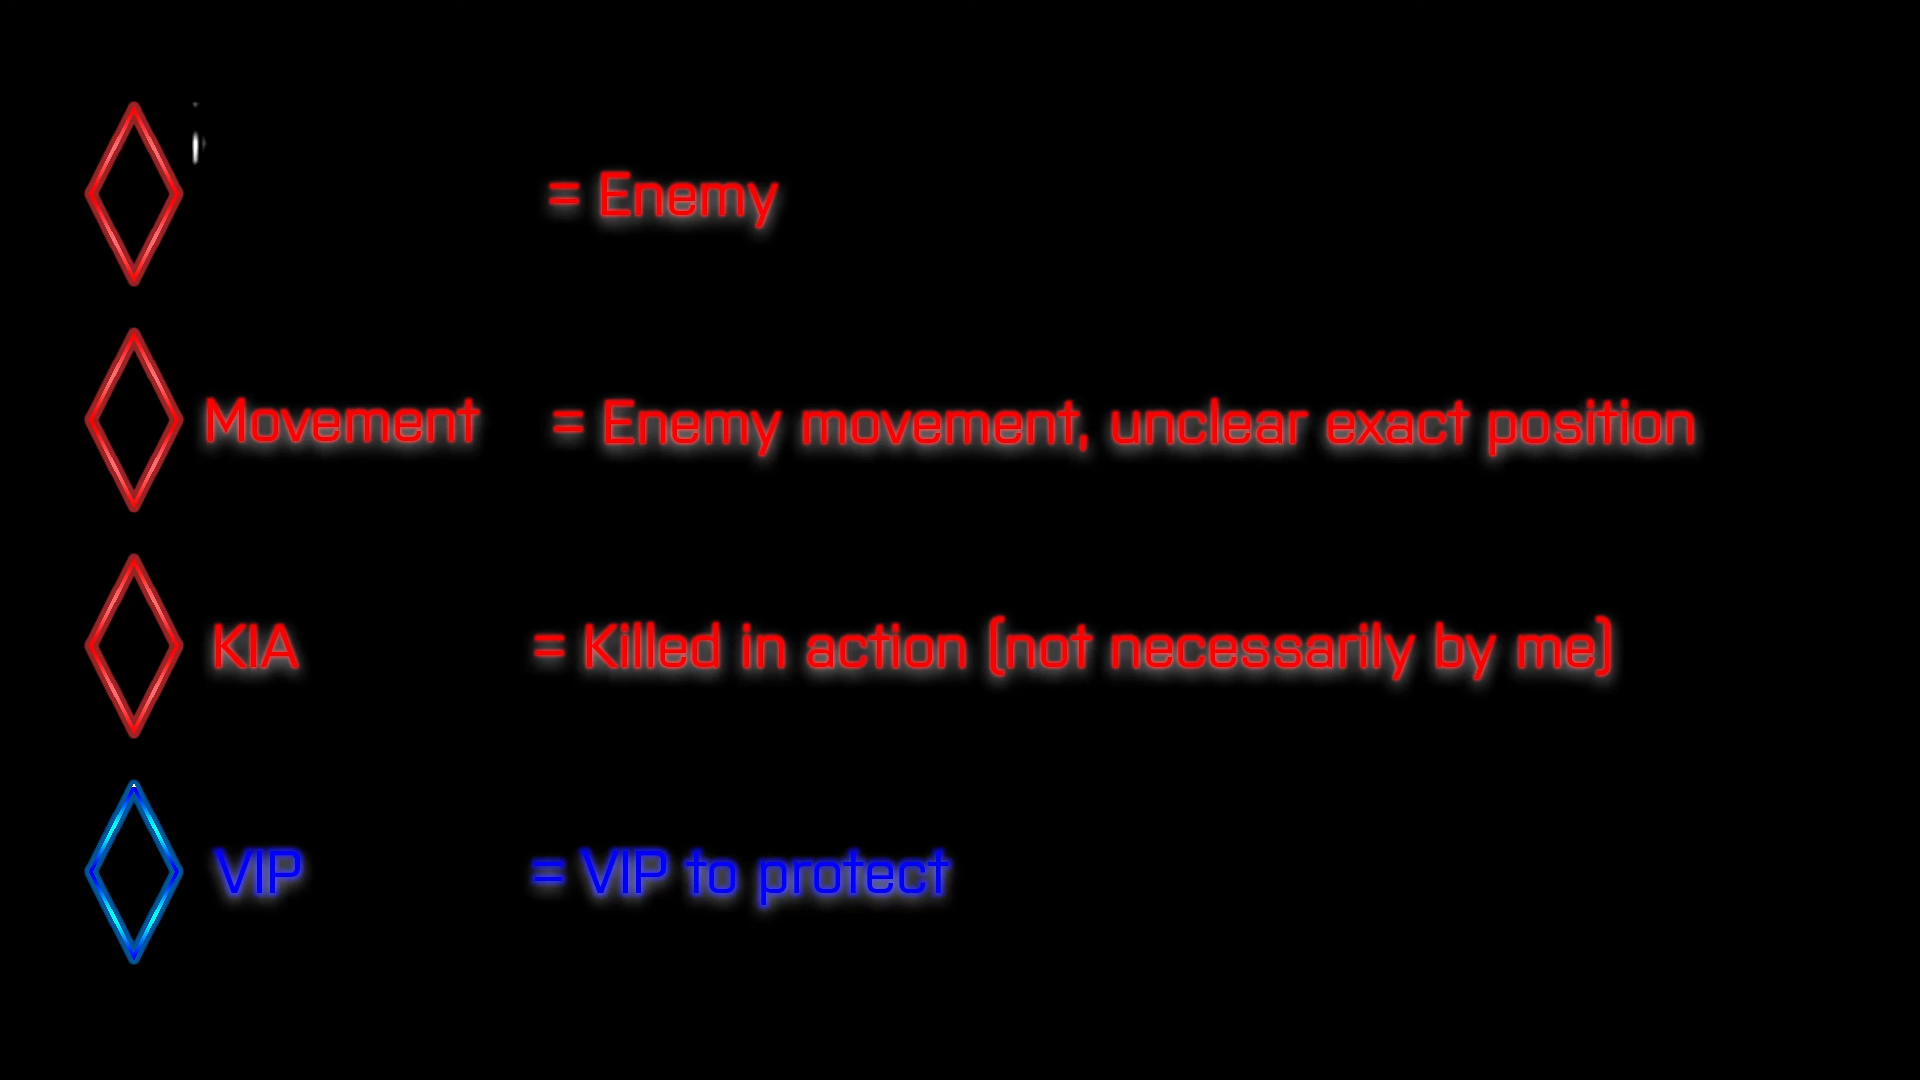 = Enemy
Movement = Enemy movement, unclear exact position
KIA = Killed in action (not necessarily by me)
VIP = VIP to protect